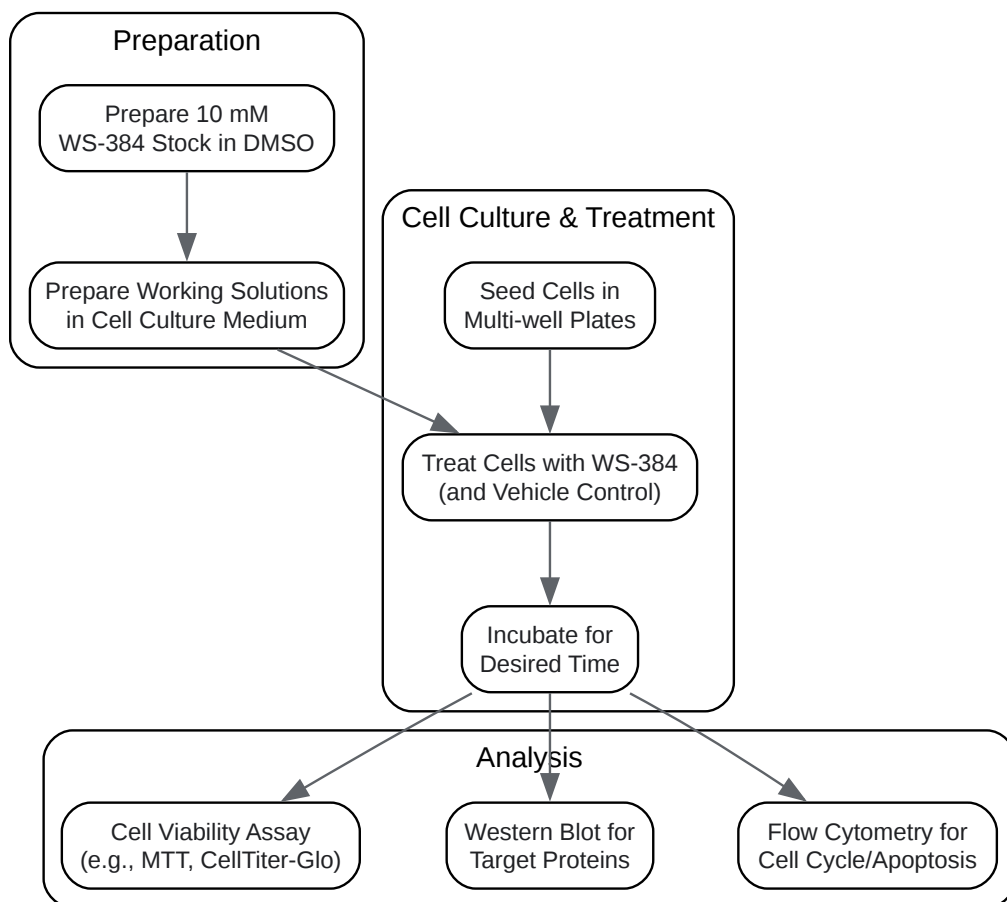 Preparation
Prepare 10 mM
WS-384 Stock in DMSO
Prepare Working Solutions
in Cell Culture Medium
Cell Culture & Treatment
Seed Cells in
Multi-well Plates
Treat Cells with WS-384
(and Vehicle Control)
Incubate for
Desired Time
Analysis
Cell Viability Assay
(e.g., MTT, CellTiter-Glo)
Western Blot for
Target Proteins
Flow Cytometry for
Cell Cycle/Apoptosis